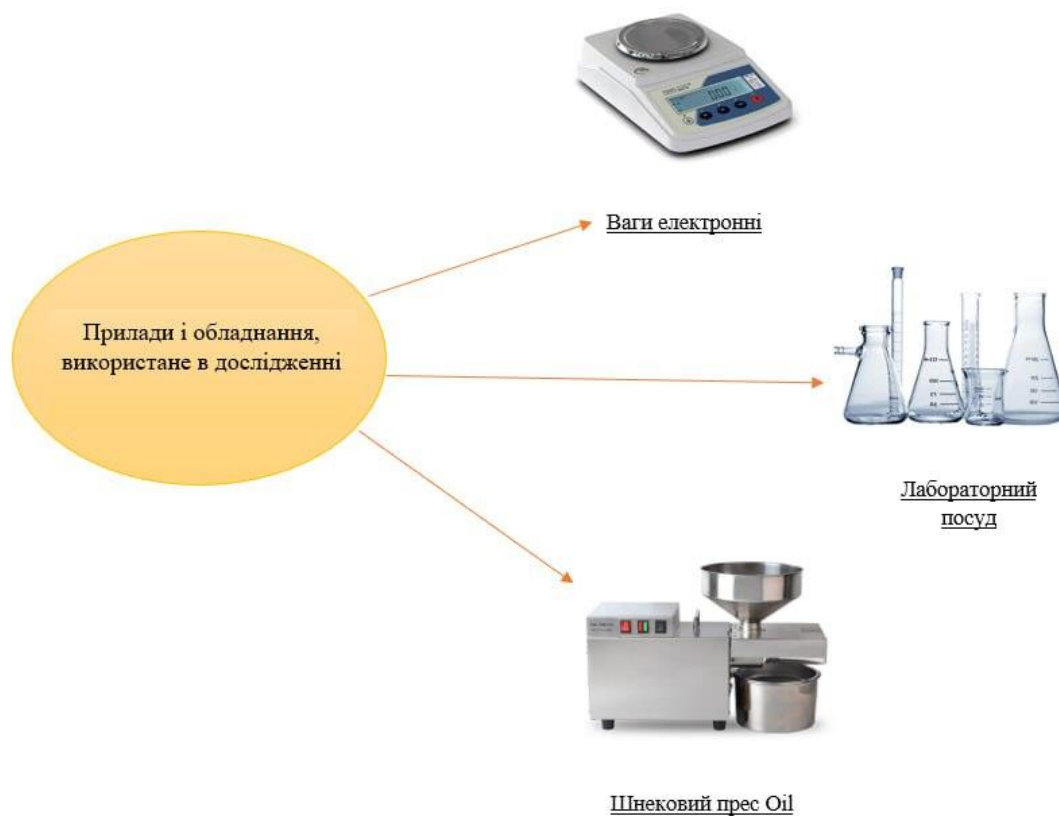 Ваги електронні
Прилади і обладнання,
використане в дослідженні
Лабораторний
посуд
Шнековий прес Oil